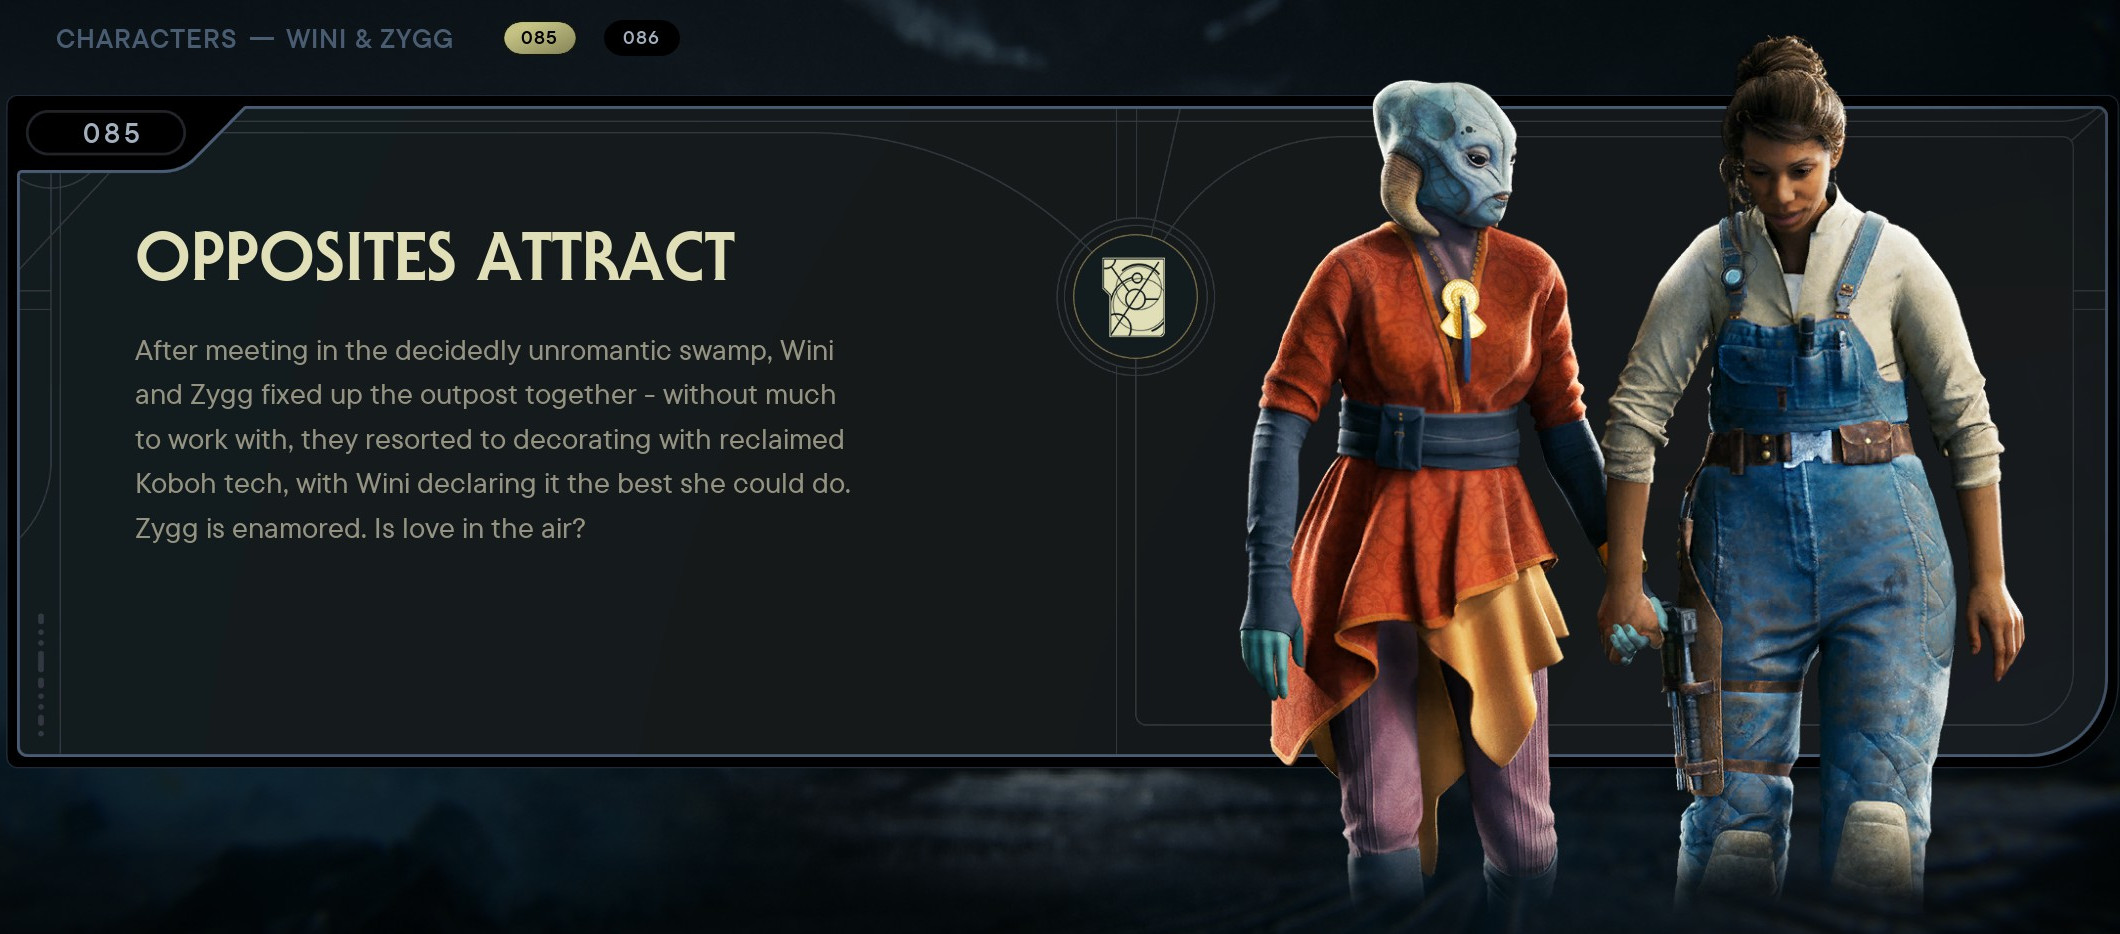 CHARACTERS — WINI & ZYGG 085 086
085
OPPOSITES ATTRACT
After meeting in the decidedly unromantic swamp, Wini
and Zygg fixed up the outpost together - without much
to work with, they resorted to decorating with reclaimed
Koboh tech, with Wini declaring it the best she could do.
Zygg is enamored. Is love in the air?